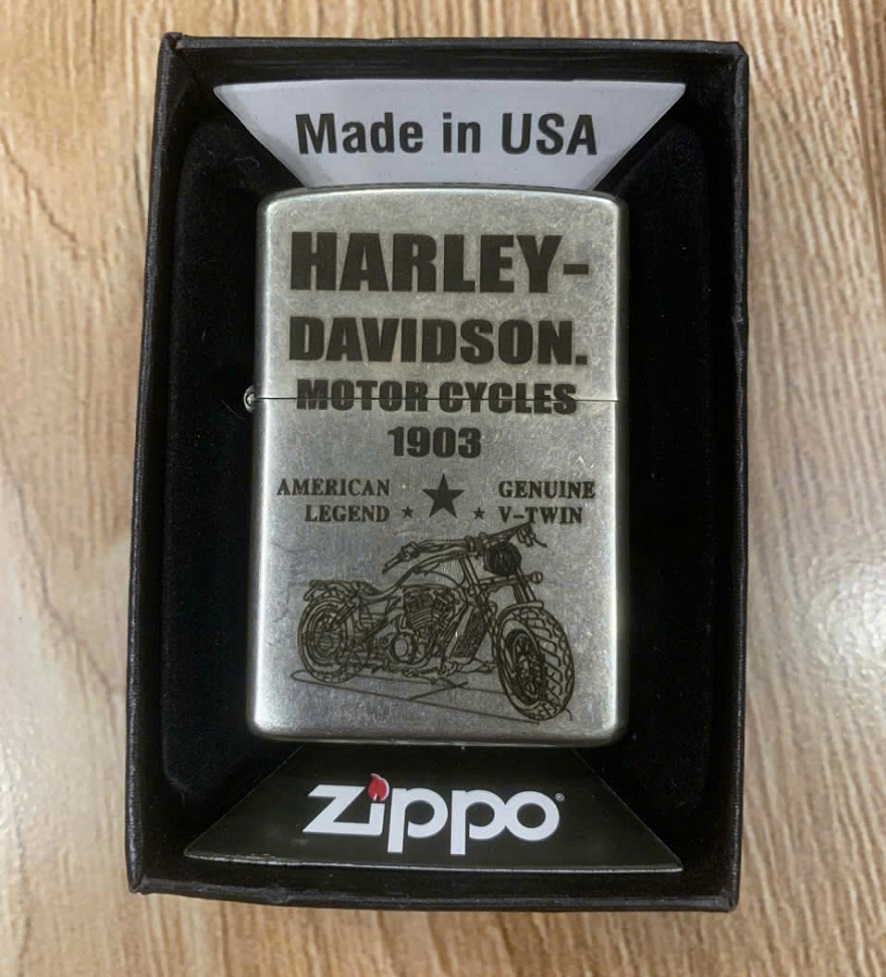 Made in USA
HARLEY-
DAVIDSON.
MOTOR CYCLES
1903
AMERICAN GENUINE
LEGEND V-TWIN
zippo®